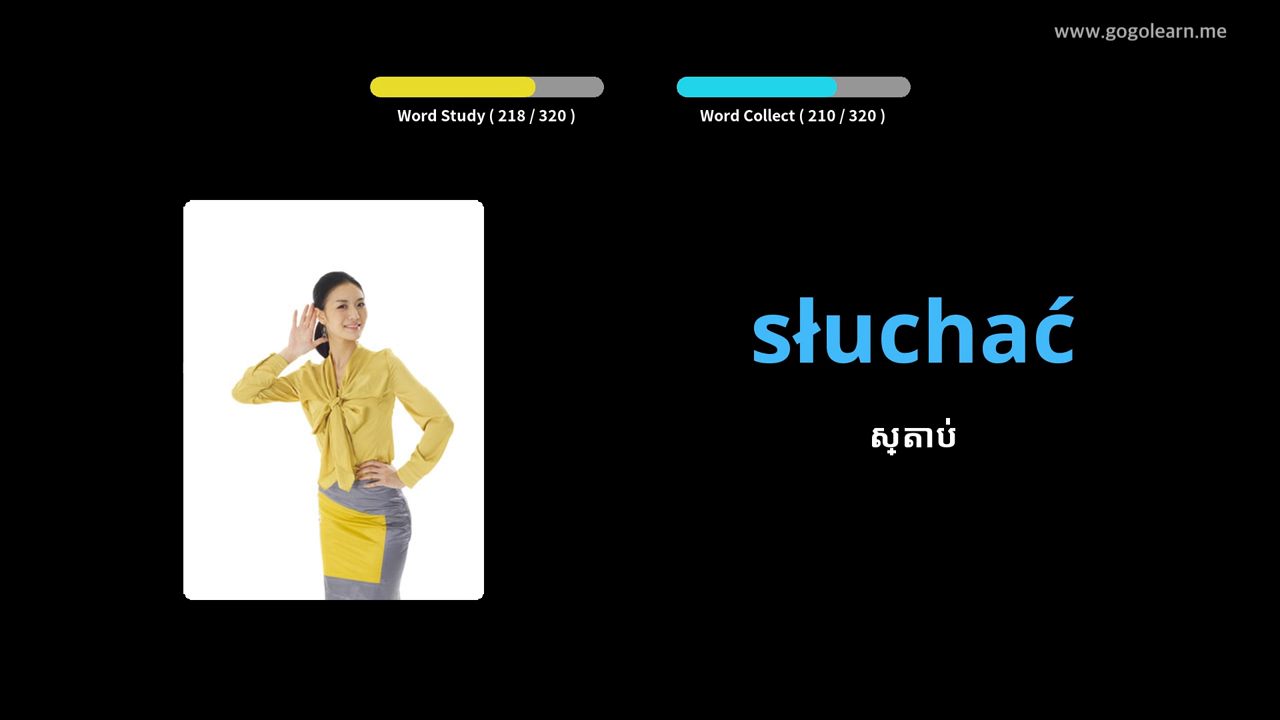 www.gogolearn.me
Word Study ( 218 / 320 )
Word Collect ( 210 / 320 )
słuchać
ស្តាប់